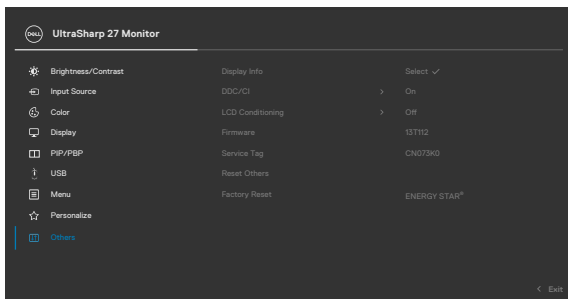 DELL UltraSharp 27 Monitor
Brightness/Contrast Display Info Select ✓
Input Source DDC/CI > On
Color LCD Conditioning > Off
Display Firmware 13T112
PIP/PBP Service Tag CN073K0
USB Reset Others
Menu Factory Reset ENERGY STAR®
Personalize
Others
< Exit